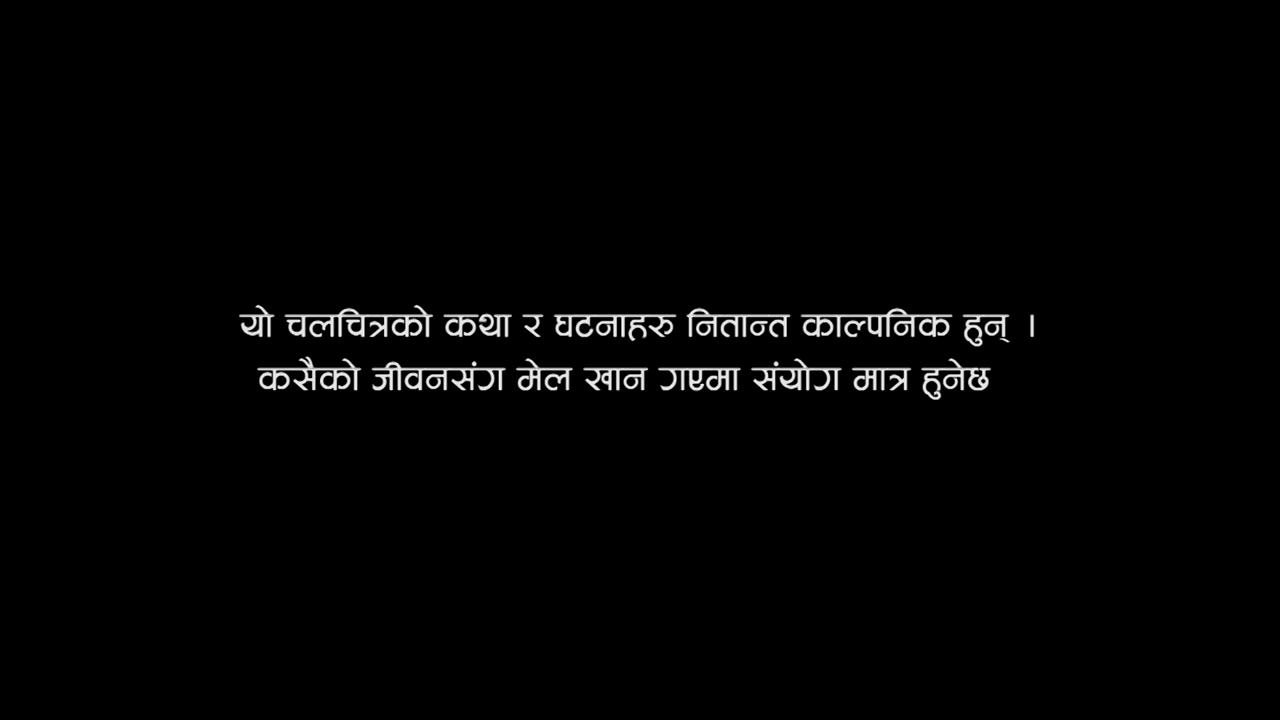 यो चलचित्रको कथा र घटनाहरु नितान्त काल्पनिक हुन् ।
कसैको जीवनसंग मेल खान गएमा संयोग मात्र हुनेछ